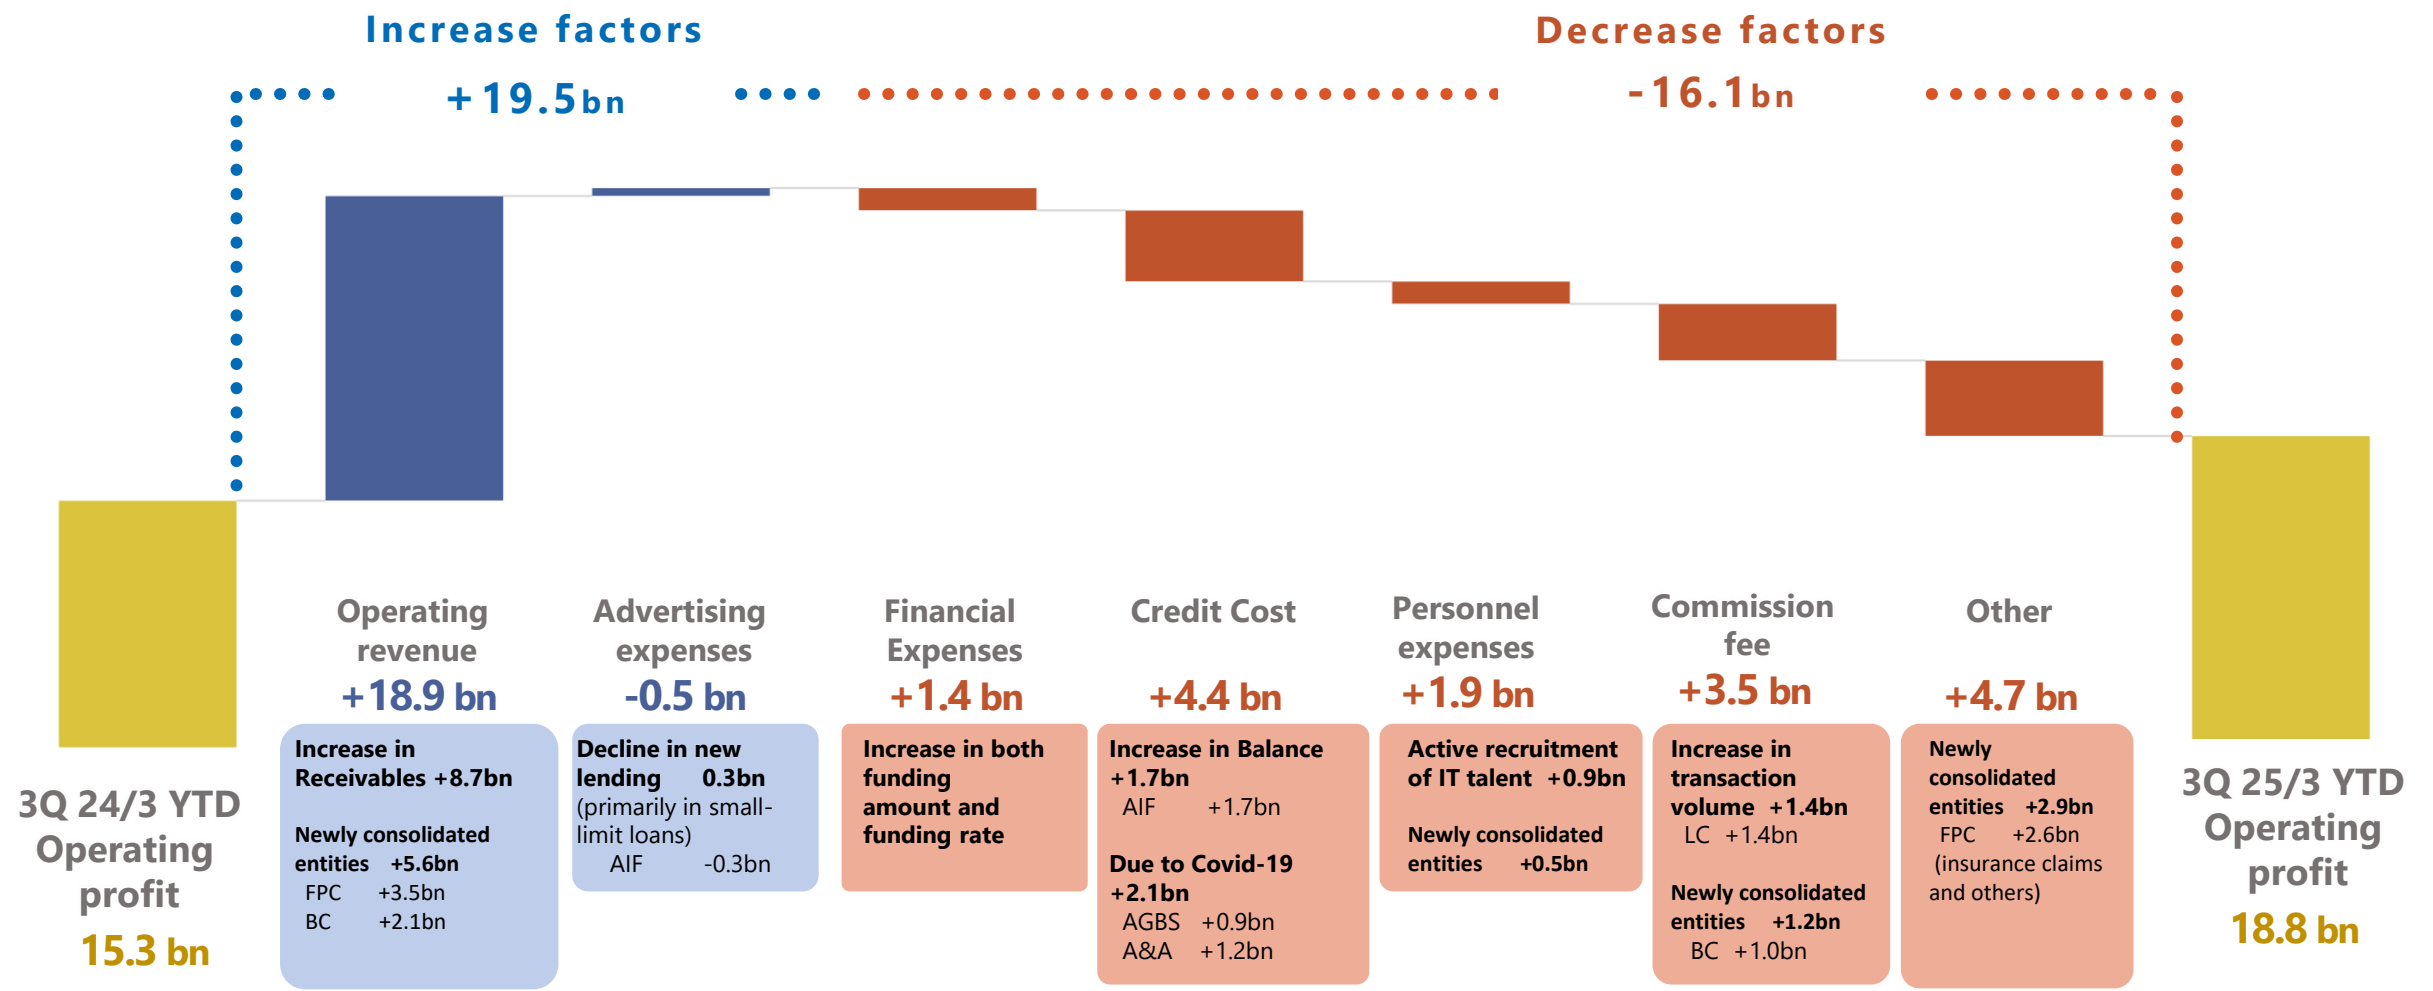 Increase factors
+19.5bn
Decrease factors
-16.1bn
3Q 24/3 YTD
Operating
profit
15.3 bn
Operating
revenue
+18.9 bn
Increase in
Receivables +8.7bn
Newly consolidated
entities +5.6bn
FPC +3.5bn
BC +2.1bn
Advertising
expenses
-0.5 bn
Decline in new
lending 0.3bn
(primarily in small-
limit loans)
AIF -0.3bn
Financial
Expenses
+1.4 bn
Increase in both
funding
amount and
funding rate
Credit Cost
+4.4 bn
Increase in Balance
+1.7bn
AIF +1.7bn
Due to Covid-19
+2.1bn
AGBS +0.9bn
A&A +1.2bn
Personnel
expenses
+1.9 bn
Active recruitment
of IT talent +0.9bn
Newly consolidated
entities +0.5bn
Commission
fee
+3.5 bn
Increase in
transaction
volume +1.4bn
LC +1.4bn
Newly consolidated
entities +1.2bn
BC +1.0bn
Other
+4.7 bn
Newly
consolidated
entities +2.9bn
FPC +2.6bn
(insurance claims
and others)
3Q 25/3 YTD
Operating
profit
18.8 bn